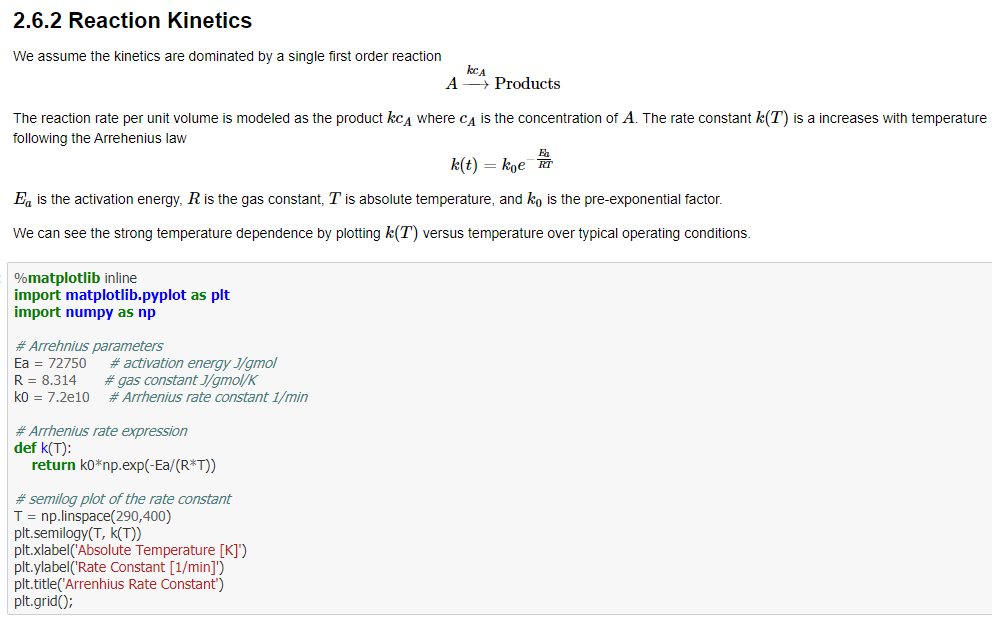 2.6.2 Reaction Kinetics
We assume the kinetics are dominated by a single first order reaction
A \xrightarrow{kc_A} Products
The reaction rate per unit volume is modeled as the product kc_A where c_A is the concentration of A. The rate constant k(T) is a increases with temperature
following the Arrehenius law
k(t) = k_0 e^{-\frac{E_a}{RT}}
E_a is the activation energy, R is the gas constant, T is absolute temperature, and k_0 is the pre-exponential factor.
We can see the strong temperature dependence by plotting k(T) versus temperature over typical operating conditions.
%matplotlib inline
import matplotlib.pyplot as plt
import numpy as np
# Arrehnius parameters
Ea = 72750 # activation energy J/gmol
R = 8.314 # gas constant J/gmol/K
k0 = 7.2e10 # Arrhenius rate constant 1/min
# Arrhenius rate expression
def k(T):
return k0*np.exp(-Ea/(R*T))
# semilog plot of the rate constant
T = np.linspace(290,400)
plt.semilogy(T, k(T))
plt.xlabel('Absolute Temperature [K]')
plt.ylabel('Rate Constant [1/min]')
plt.title('Arrenhius Rate Constant')
plt.grid();